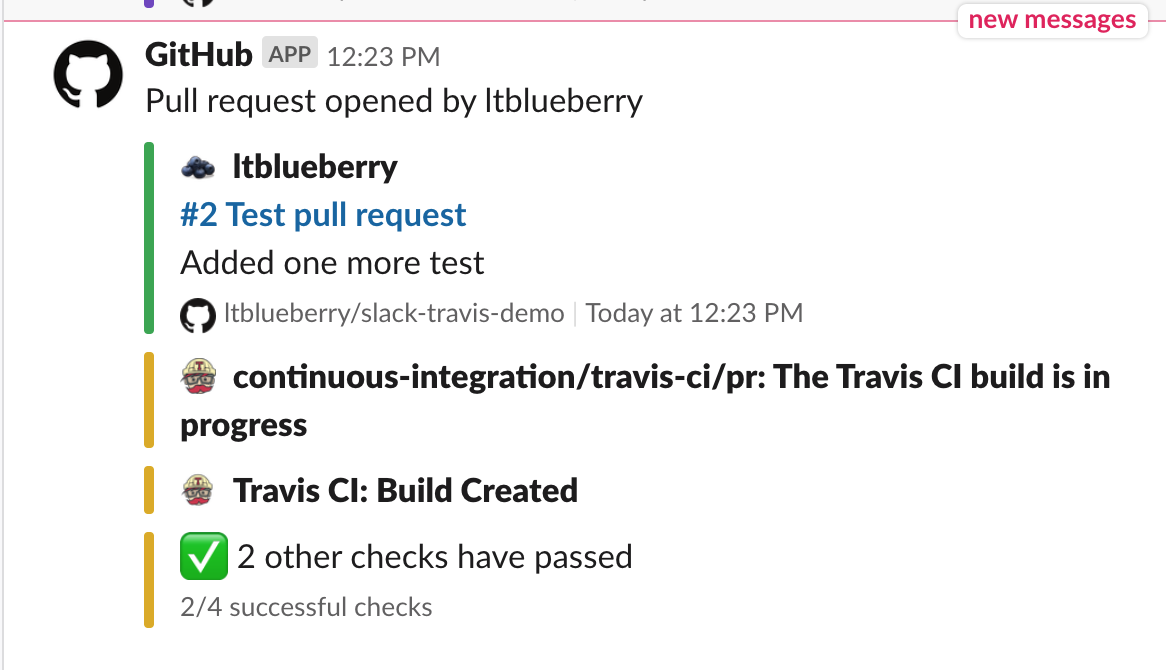 new messages
GitHub APP 12:23 PM
Pull request opened by ltblueberry
ltblueberry
#2 Test pull request
Added one more test
ltblueberry/slack-travis-demo | Today at 12:23 PM
continuous-integration/travis-ci/pr: The Travis CI build is in
progress
Travis CI: Build Created
2 other checks have passed
2/4 successful checks